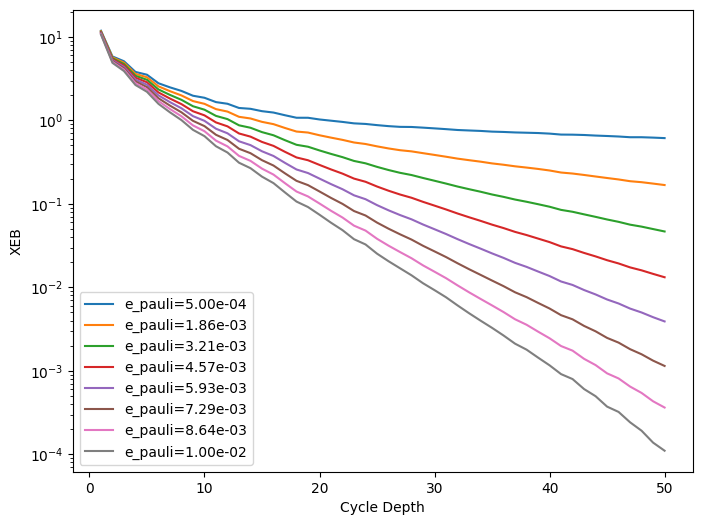 10¹
10⁰
10⁻¹
10⁻²
10⁻³
10⁻⁴
XEB
e_pauli=5.00e-04
e_pauli=1.86e-03
e_pauli=3.21e-03
e_pauli=4.57e-03
e_pauli=5.93e-03
e_pauli=7.29e-03
e_pauli=8.64e-03
e_pauli=1.00e-02
0 10 20 30 40 50
Cycle Depth